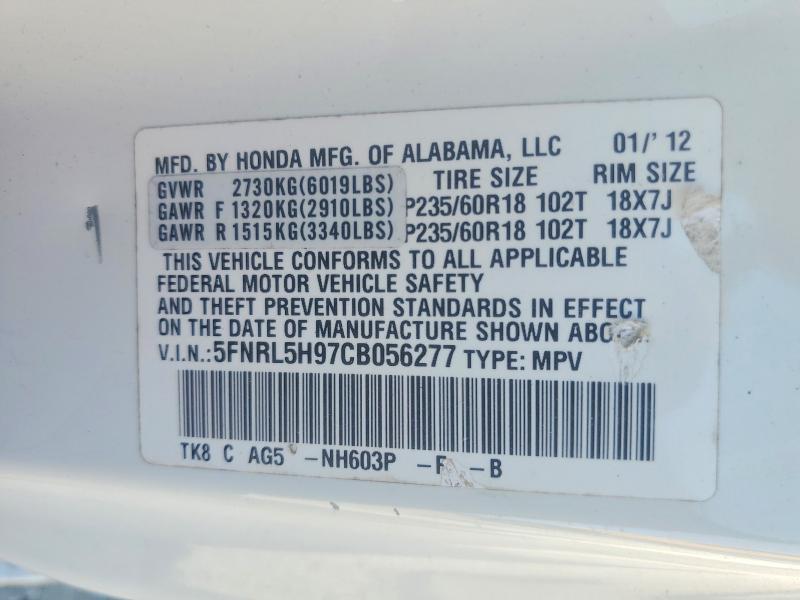 MFD. BY HONDA MFG. OF ALABAMA, LLC 01/'12
GVWR 2730KG(6019LBS) TIRE SIZE RIM SIZE
GAWR F 1320KG(2910LBS) P235/60R18 102T 18X7J
GAWR R 1515KG(3340LBS) P235/60R18 102T 18X7J
THIS VEHICLE CONFORMS TO ALL APPLICABLE
FEDERAL MOTOR VEHICLE SAFETY
AND THEFT PREVENTION STANDARDS IN EFFECT
ON THE DATE OF MANUFACTURE SHOWN
V.I.N.:5FNRL5H97CB056277 TYPE: MPV
TK8 C AG5 -NH603P - -B